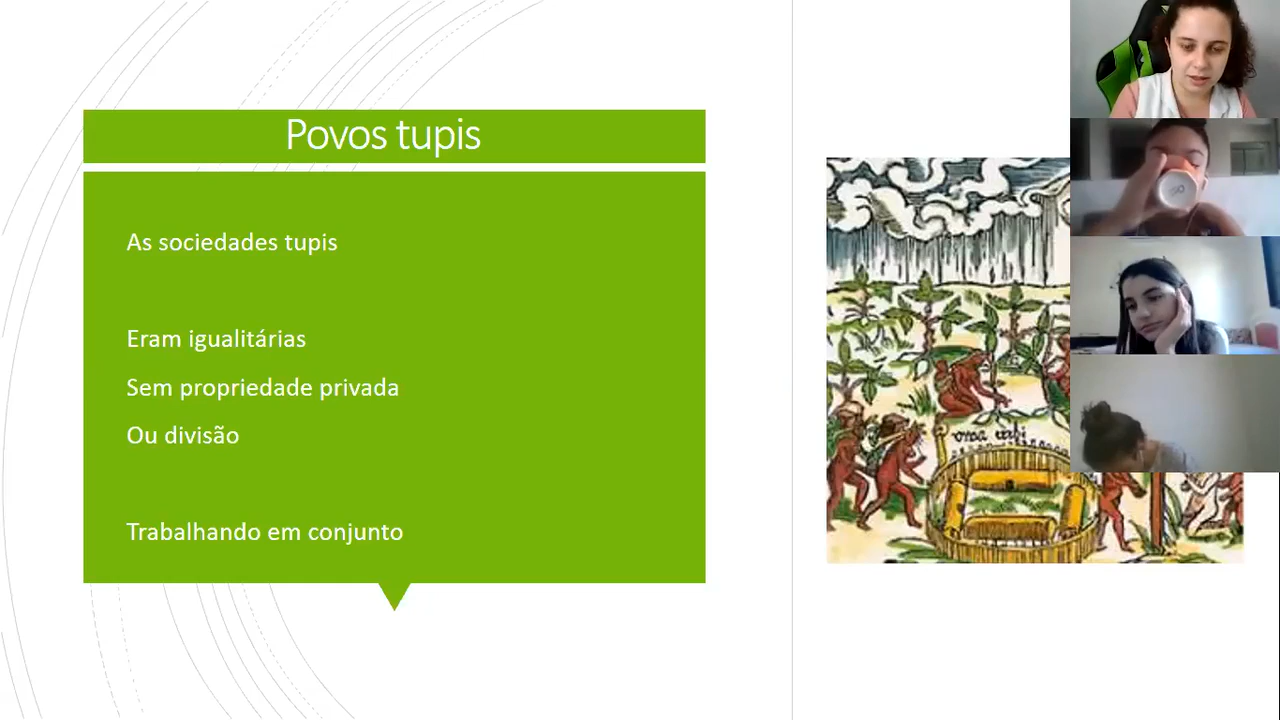 Povos tupis
As sociedades tupis
Eram igualitárias
Sem propriedade privada
Ou divisão
Trabalhando em conjunto